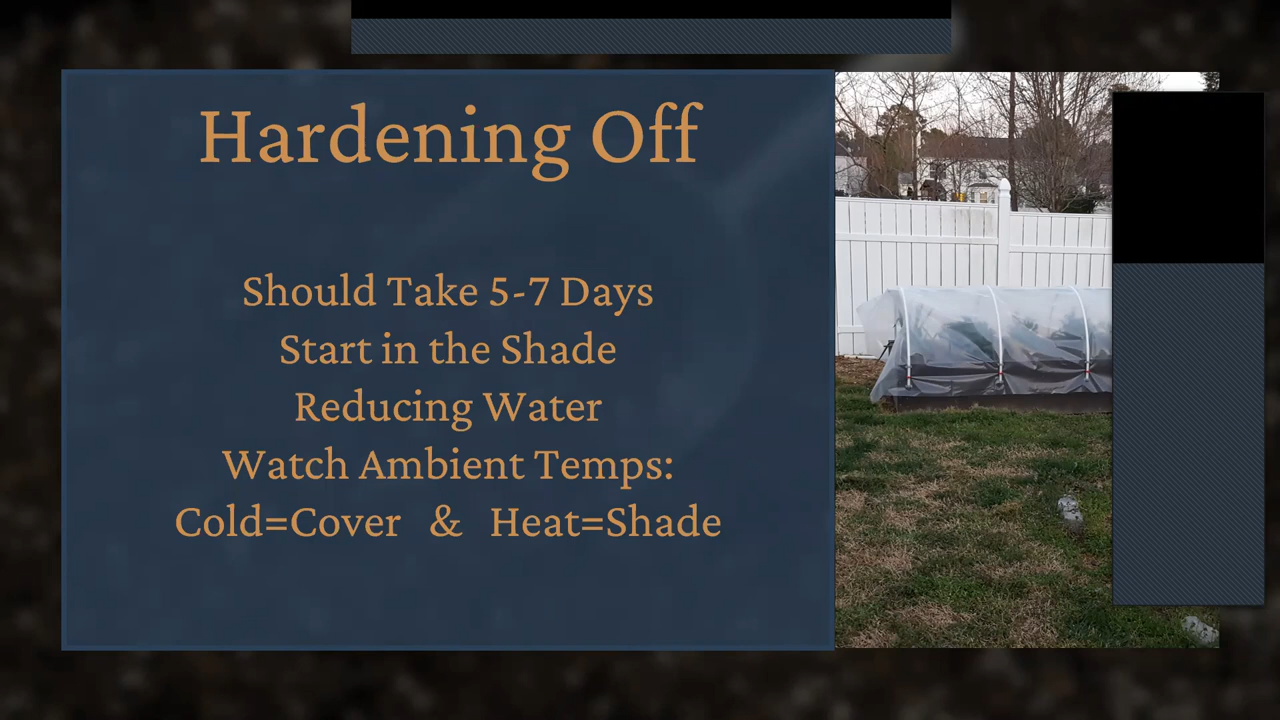 Hardening Off
Should Take 5-7 Days
Start in the Shade
Reducing Water
Watch Ambient Temps:
Cold=Cover & Heat=Shade